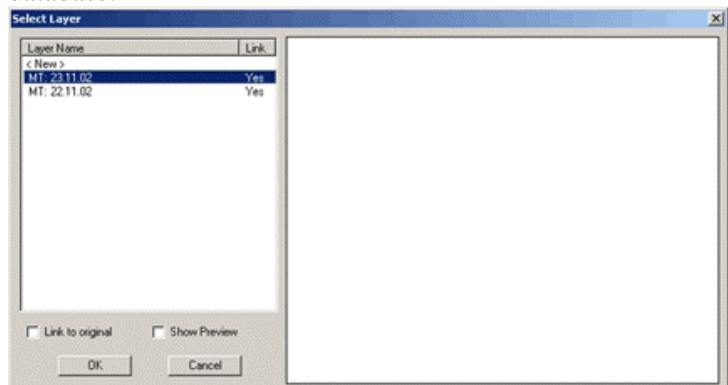 Select Layer
Layer Name Link
< New >
MT: 23.11.02 Yes
MT: 22.11.02 Yes
Link to original Show Preview
OK Cancel